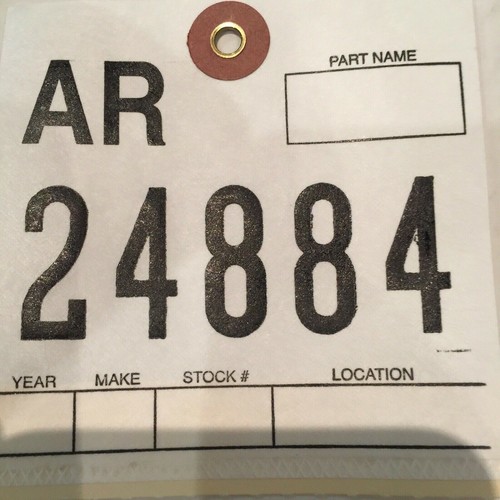 AR
PART NAME
24884
YEAR MAKE STOCK # LOCATION